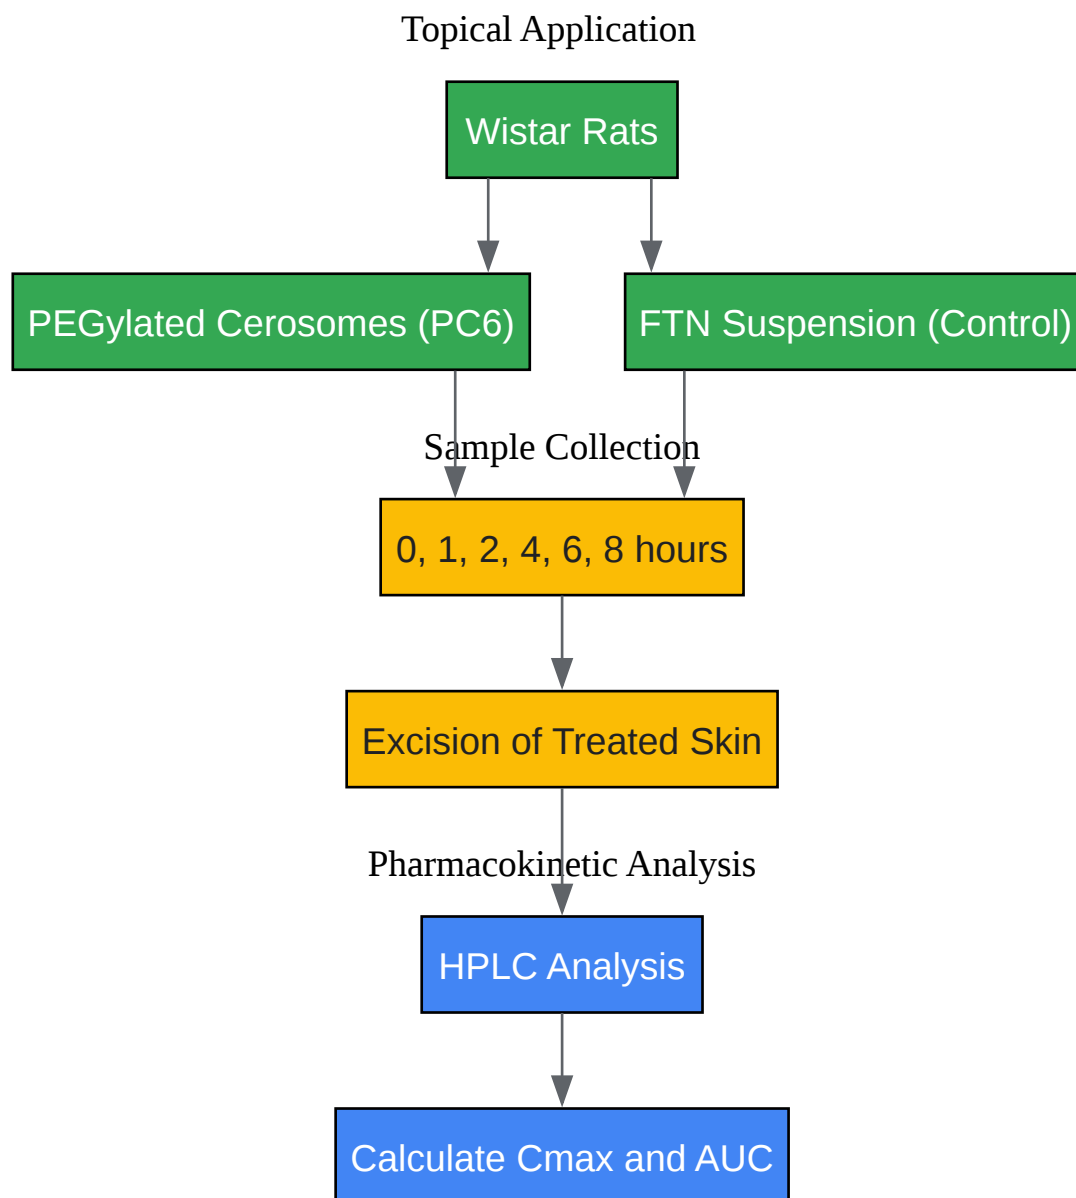 Topical Application
Wistar Rats
PEGylated Cerosomes (PC6)
FTN Suspension (Control)
Sample Collection
0, 1, 2, 4, 6, 8 hours
Excision of Treated Skin
Pharmacokinetic Analysis
HPLC Analysis
Calculate Cmax and AUC